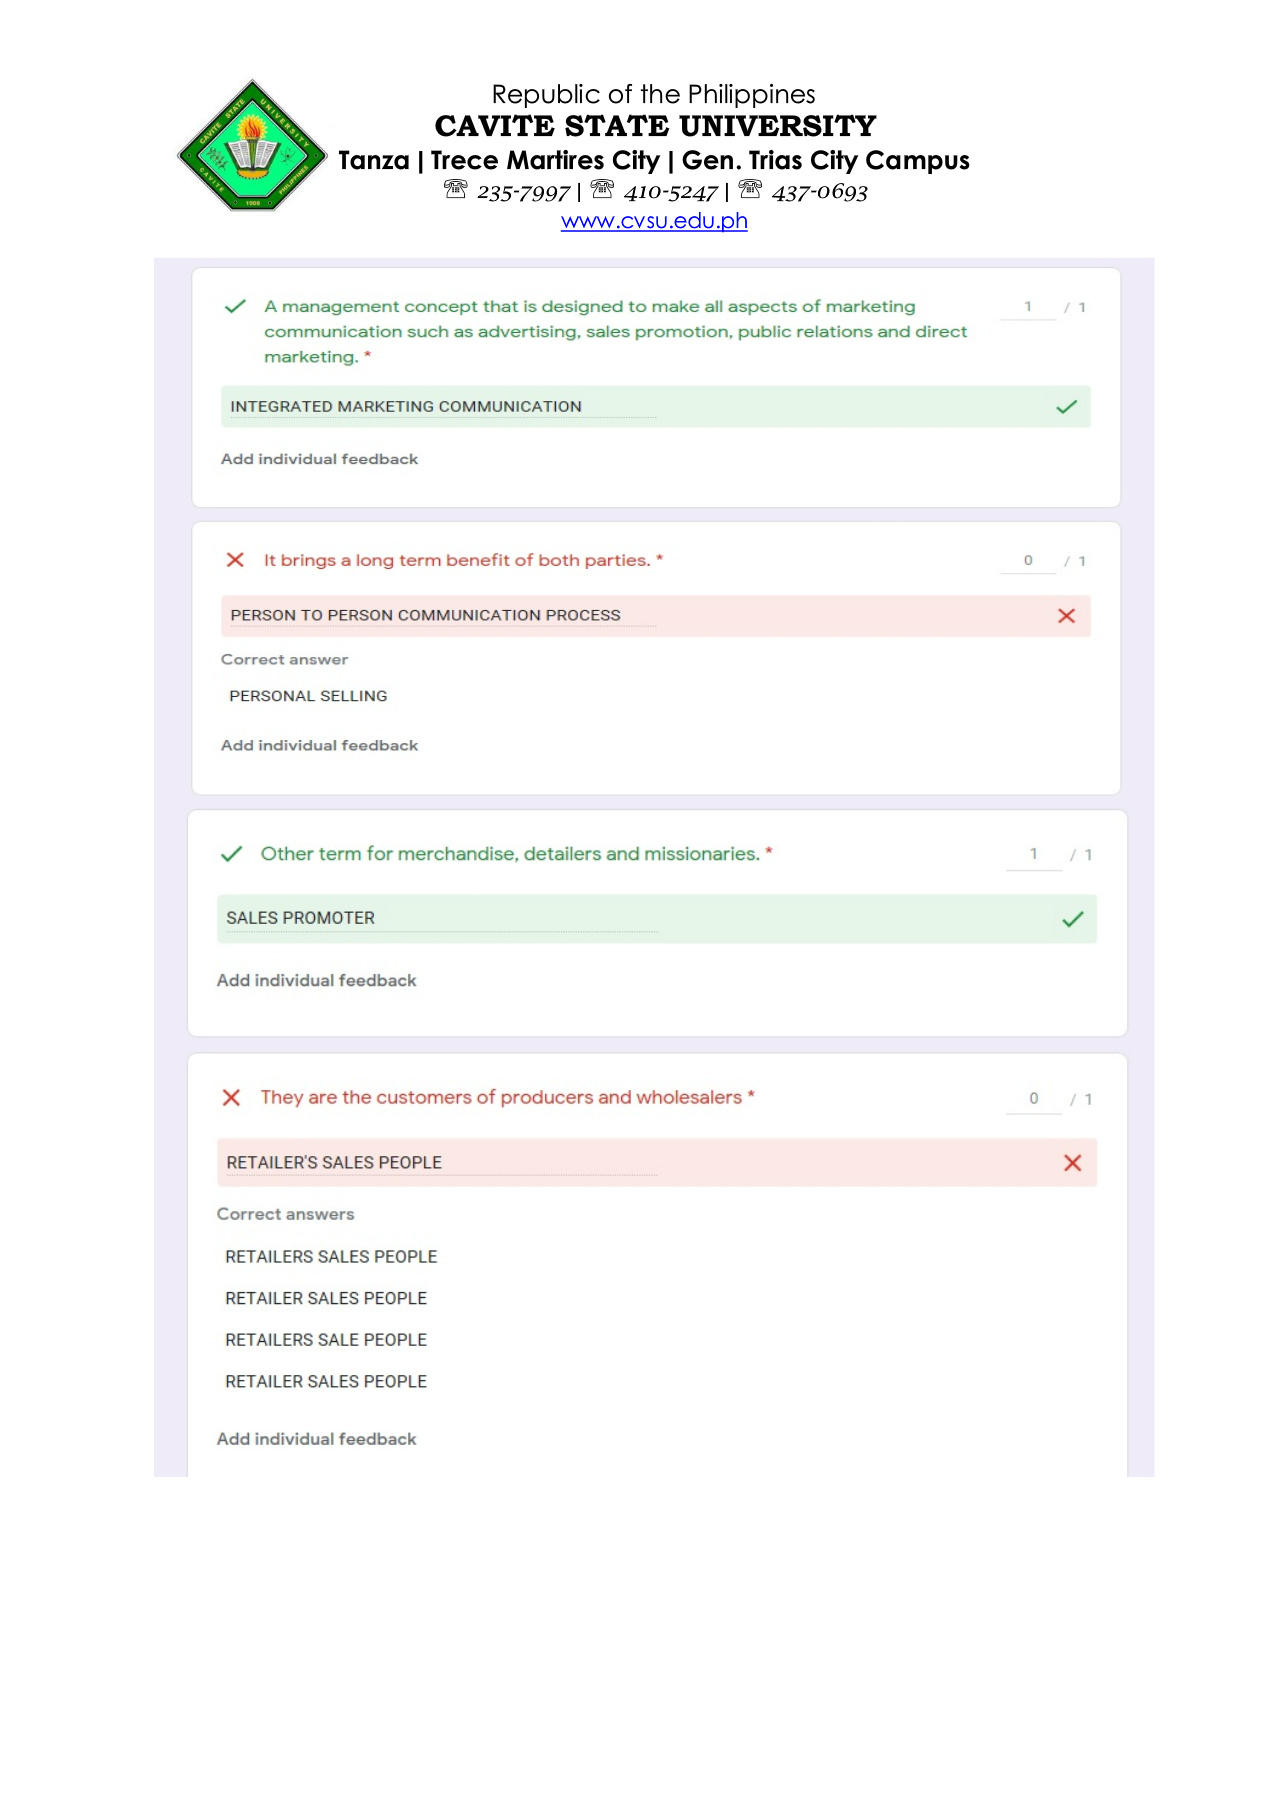 Republic of the Philippines
CAVITE STATE UNIVERSITY
Tanza | Trece Martires City | Gen. Trias City Campus
☏ 235-7997 | ☏ 410-5247 | ☏ 437-0693
www.cvsu.edu.ph
CAVITE STATE UNIVERSITY
CAVITE PHILIPPINES
1906
A management concept that is designed to make all aspects of marketing 1 / 1
communication such as advertising, sales promotion, public relations and direct
marketing. *
INTEGRATED MARKETING COMMUNICATION
Add individual feedback
It brings a long term benefit of both parties. * 0 / 1
PERSON TO PERSON COMMUNICATION PROCESS
Correct answer
PERSONAL SELLING
Add individual feedback
Other term for merchandise, detailers and missionaries. * 1 / 1
SALES PROMOTER
Add individual feedback
They are the customers of producers and wholesalers * 0 / 1
RETAILER'S SALES PEOPLE
Correct answers
RETAILERS SALES PEOPLE
RETAILER SALES PEOPLE
RETAILERS SALE PEOPLE
RETAILER SALES PEOPLE
Add individual feedback